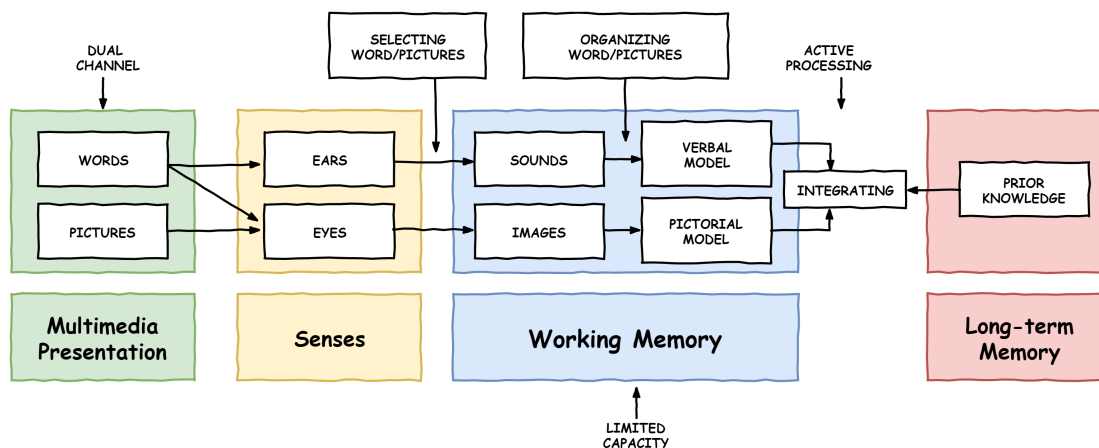 DUAL
CHANNEL
SELECTING
WORD/PICTURES
ORGANIZING
WORD/PICTURES
ACTIVE
PROCESSING
WORDS
PICTURES
EARS
EYES
SOUNDS
IMAGES
VERBAL
MODEL
PICTORIAL
MODEL
INTEGRATING
PRIOR
KNOWLEDGE
Multimedia
Presentation
Senses
Working Memory
Long-term
Memory
LIMITED
CAPACITY